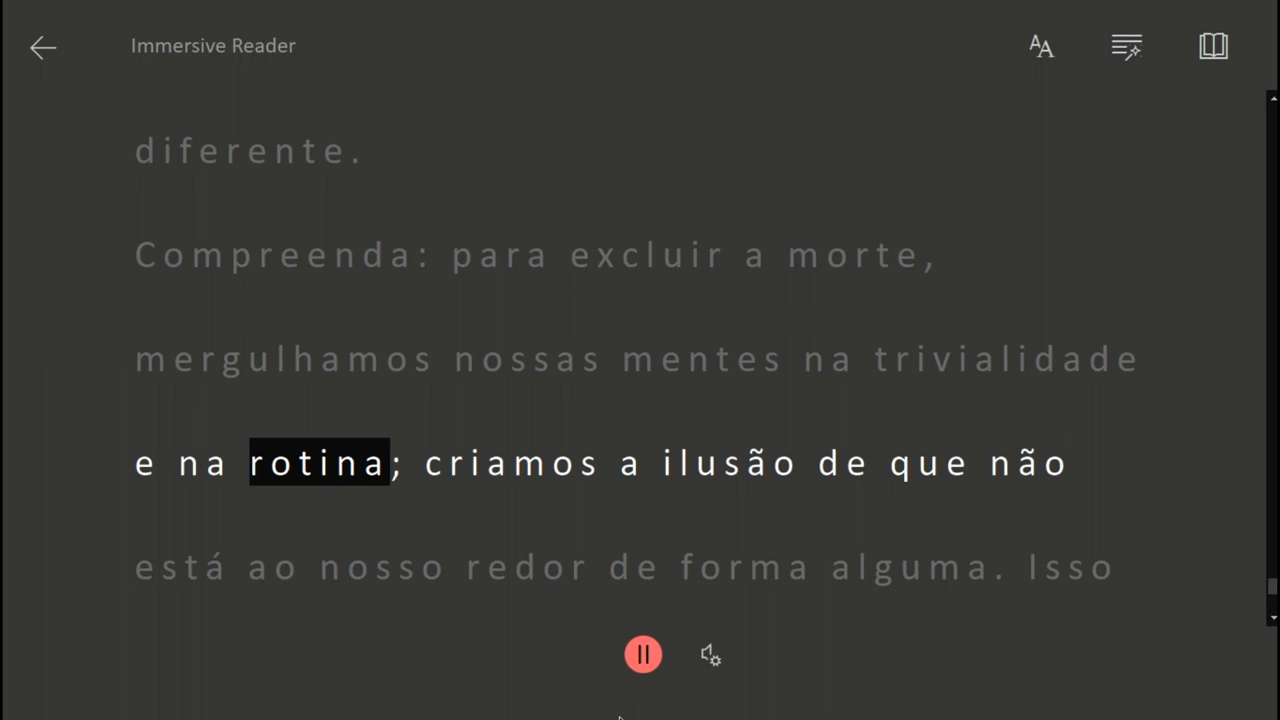 Immersive Reader
diferente.
Compreenda: para excluir a morte,
mergulhamos nossas mentes na trivialidade
e na rotina; criamos a ilusão de que não
está ao nosso redor de forma alguma. Isso